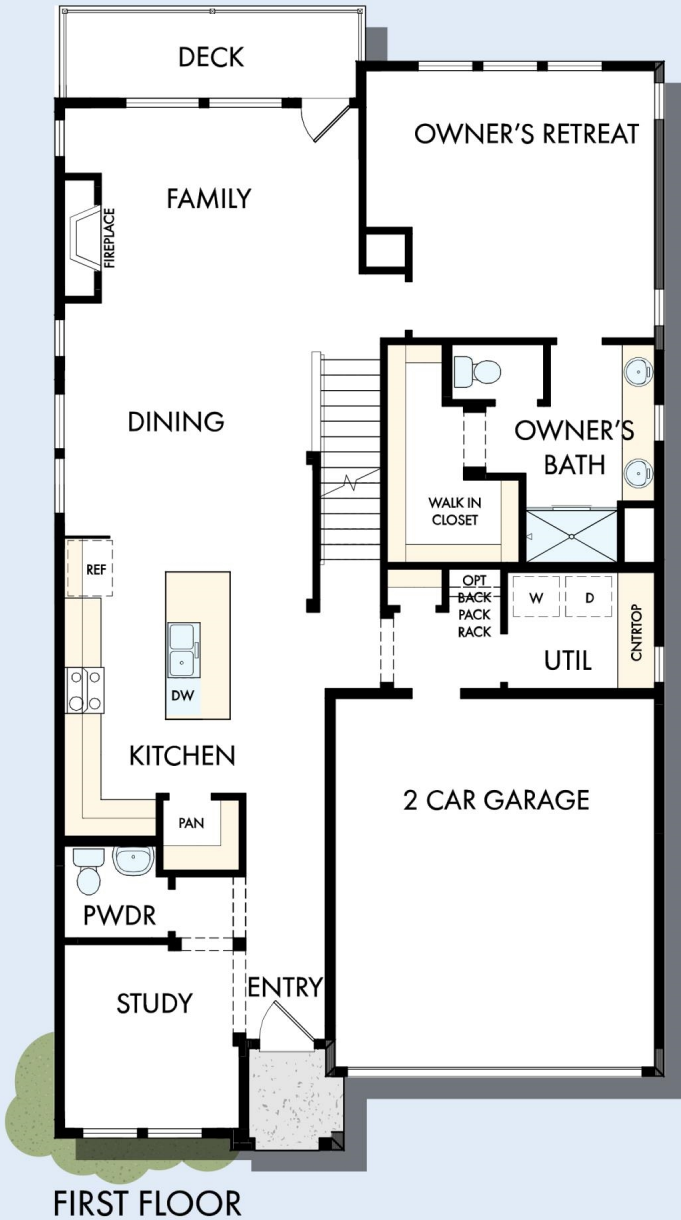 DECK
OWNER'S RETREAT
FAMILY
FIREPLACE
DINING
OWNER'S
BATH
WALK IN
CLOSET
REF
OPT
BACK
PACK
RACK
W
D
CNTRTOP
UTIL
DW
KITCHEN
2 CAR GARAGE
PAN
PWDR
ENTRY
STUDY
FIRST FLOOR